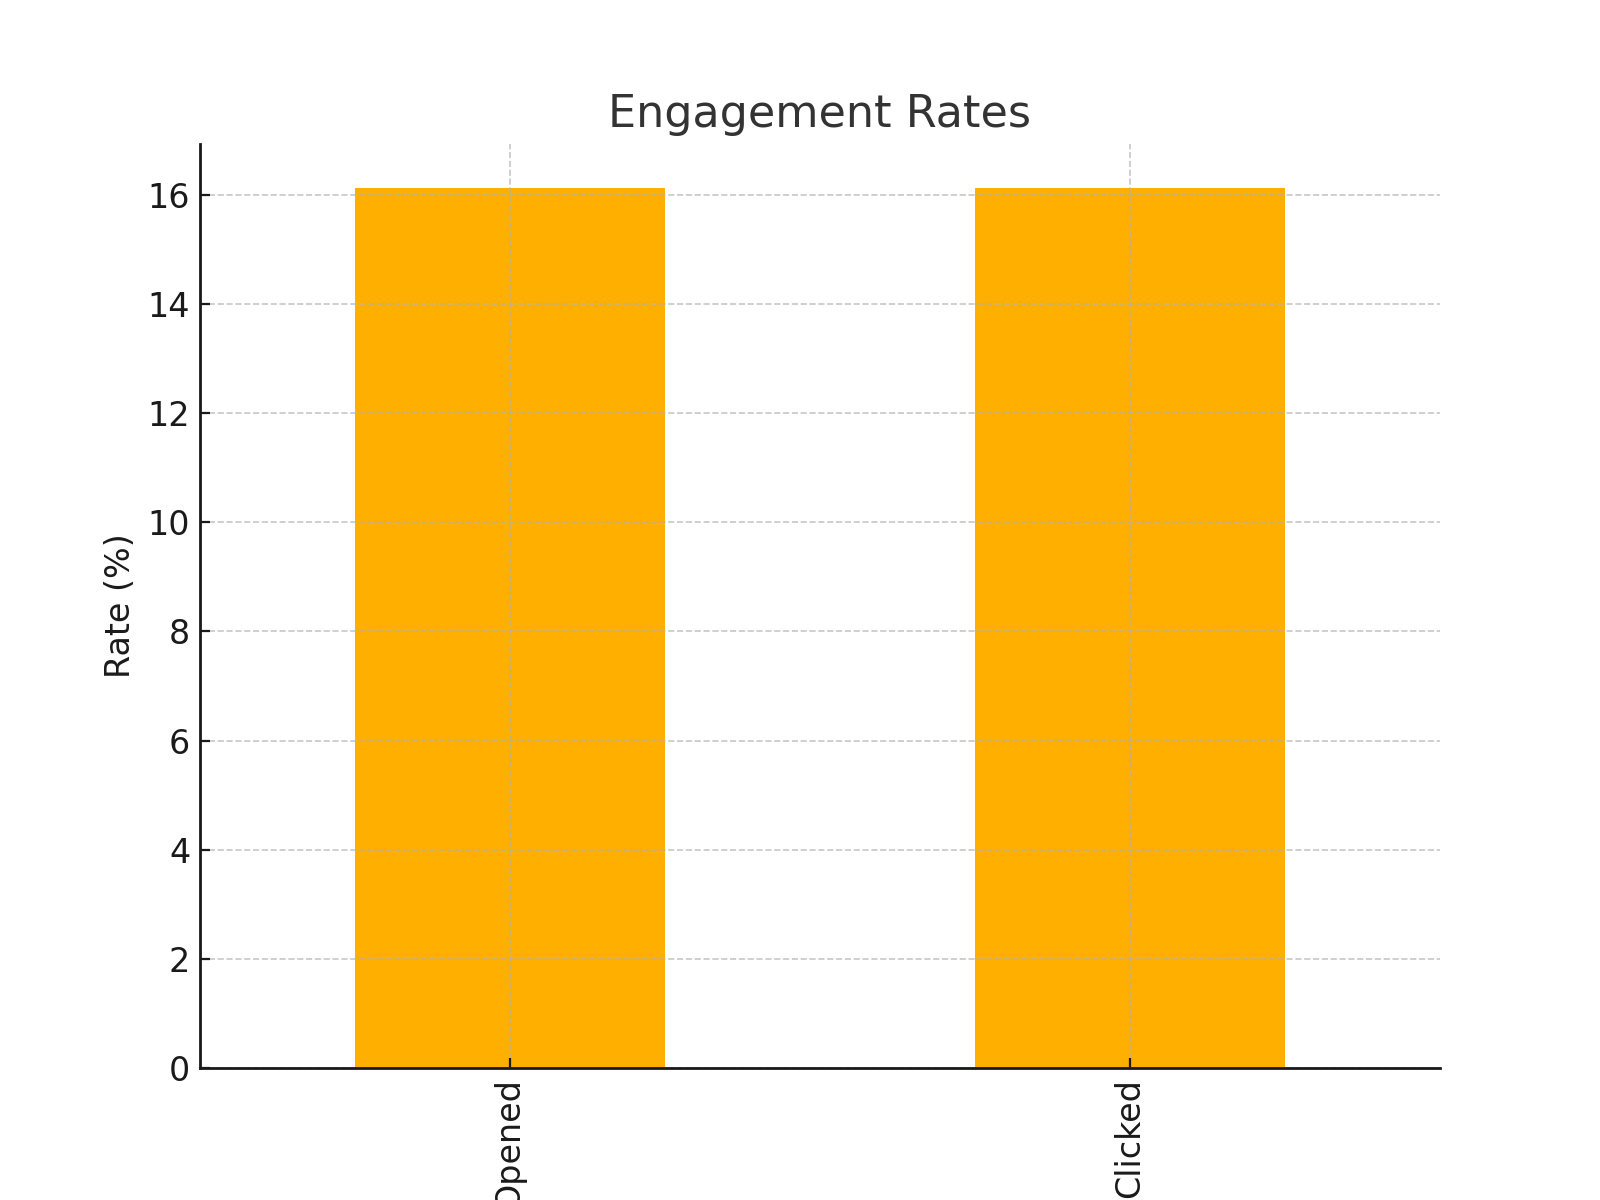 Engagement Rates
16
14
12
10
8
6
4
2
0
Rate (%)
Opened
Clicked